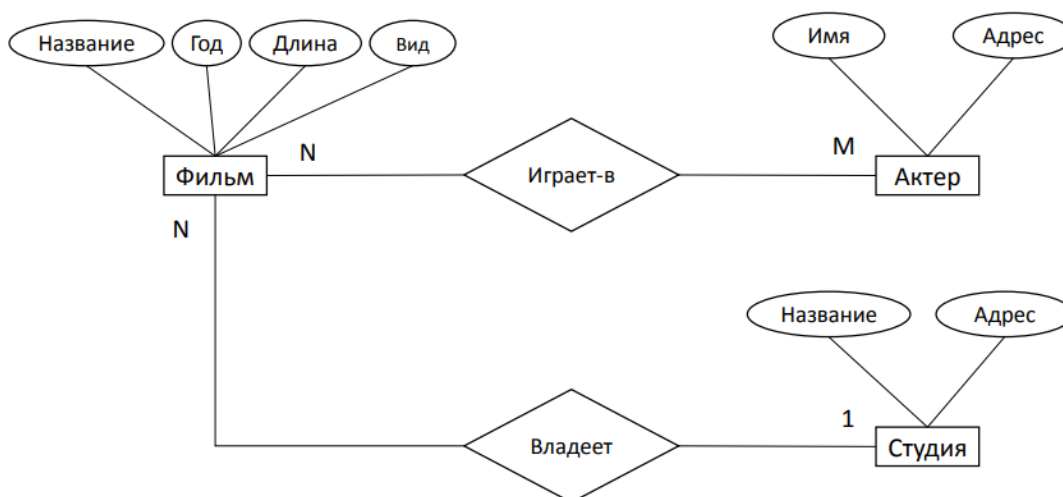 Название
Год
Длина
Вид
Имя
Адрес
N
M
Фильм
Играет-в
Актер
N
Название
Адрес
1
Владеет
Студия